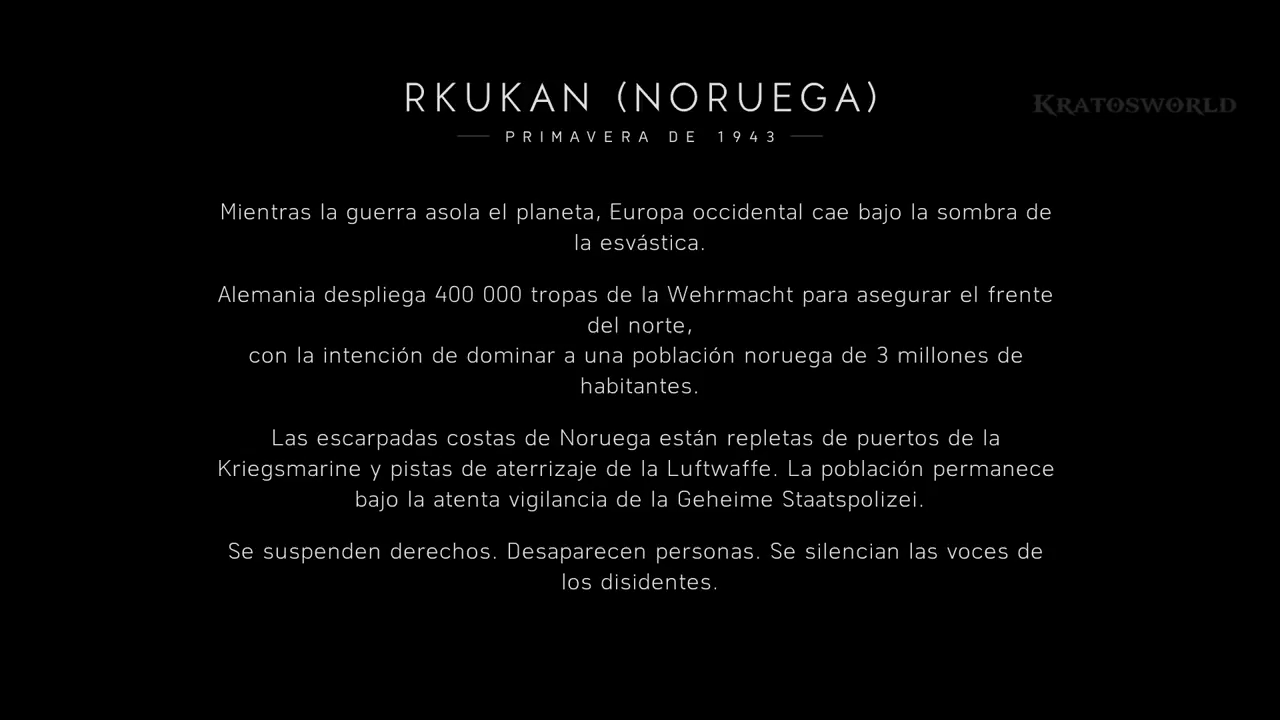 RKUKAN (NORUEGA)
KRATOSWORLD
PRIMAVERA DE 1943
Mientras la guerra asola el planeta, Europa occidental cae bajo la sombra de
la esvástica.
Alemania despliega 400 000 tropas de la Wehrmacht para asegurar el frente
del norte,
con la intención de dominar a una población noruega de 3 millones de
habitantes.
Las escarpadas costas de Noruega están repletas de puertos de la
Kriegsmarine y pistas de aterrizaje de la Luftwaffe. La población permanece
bajo la atenta vigilancia de la Geheime Staatspolizei.
Se suspenden derechos. Desaparecen personas. Se silencian las voces de
los disidentes.